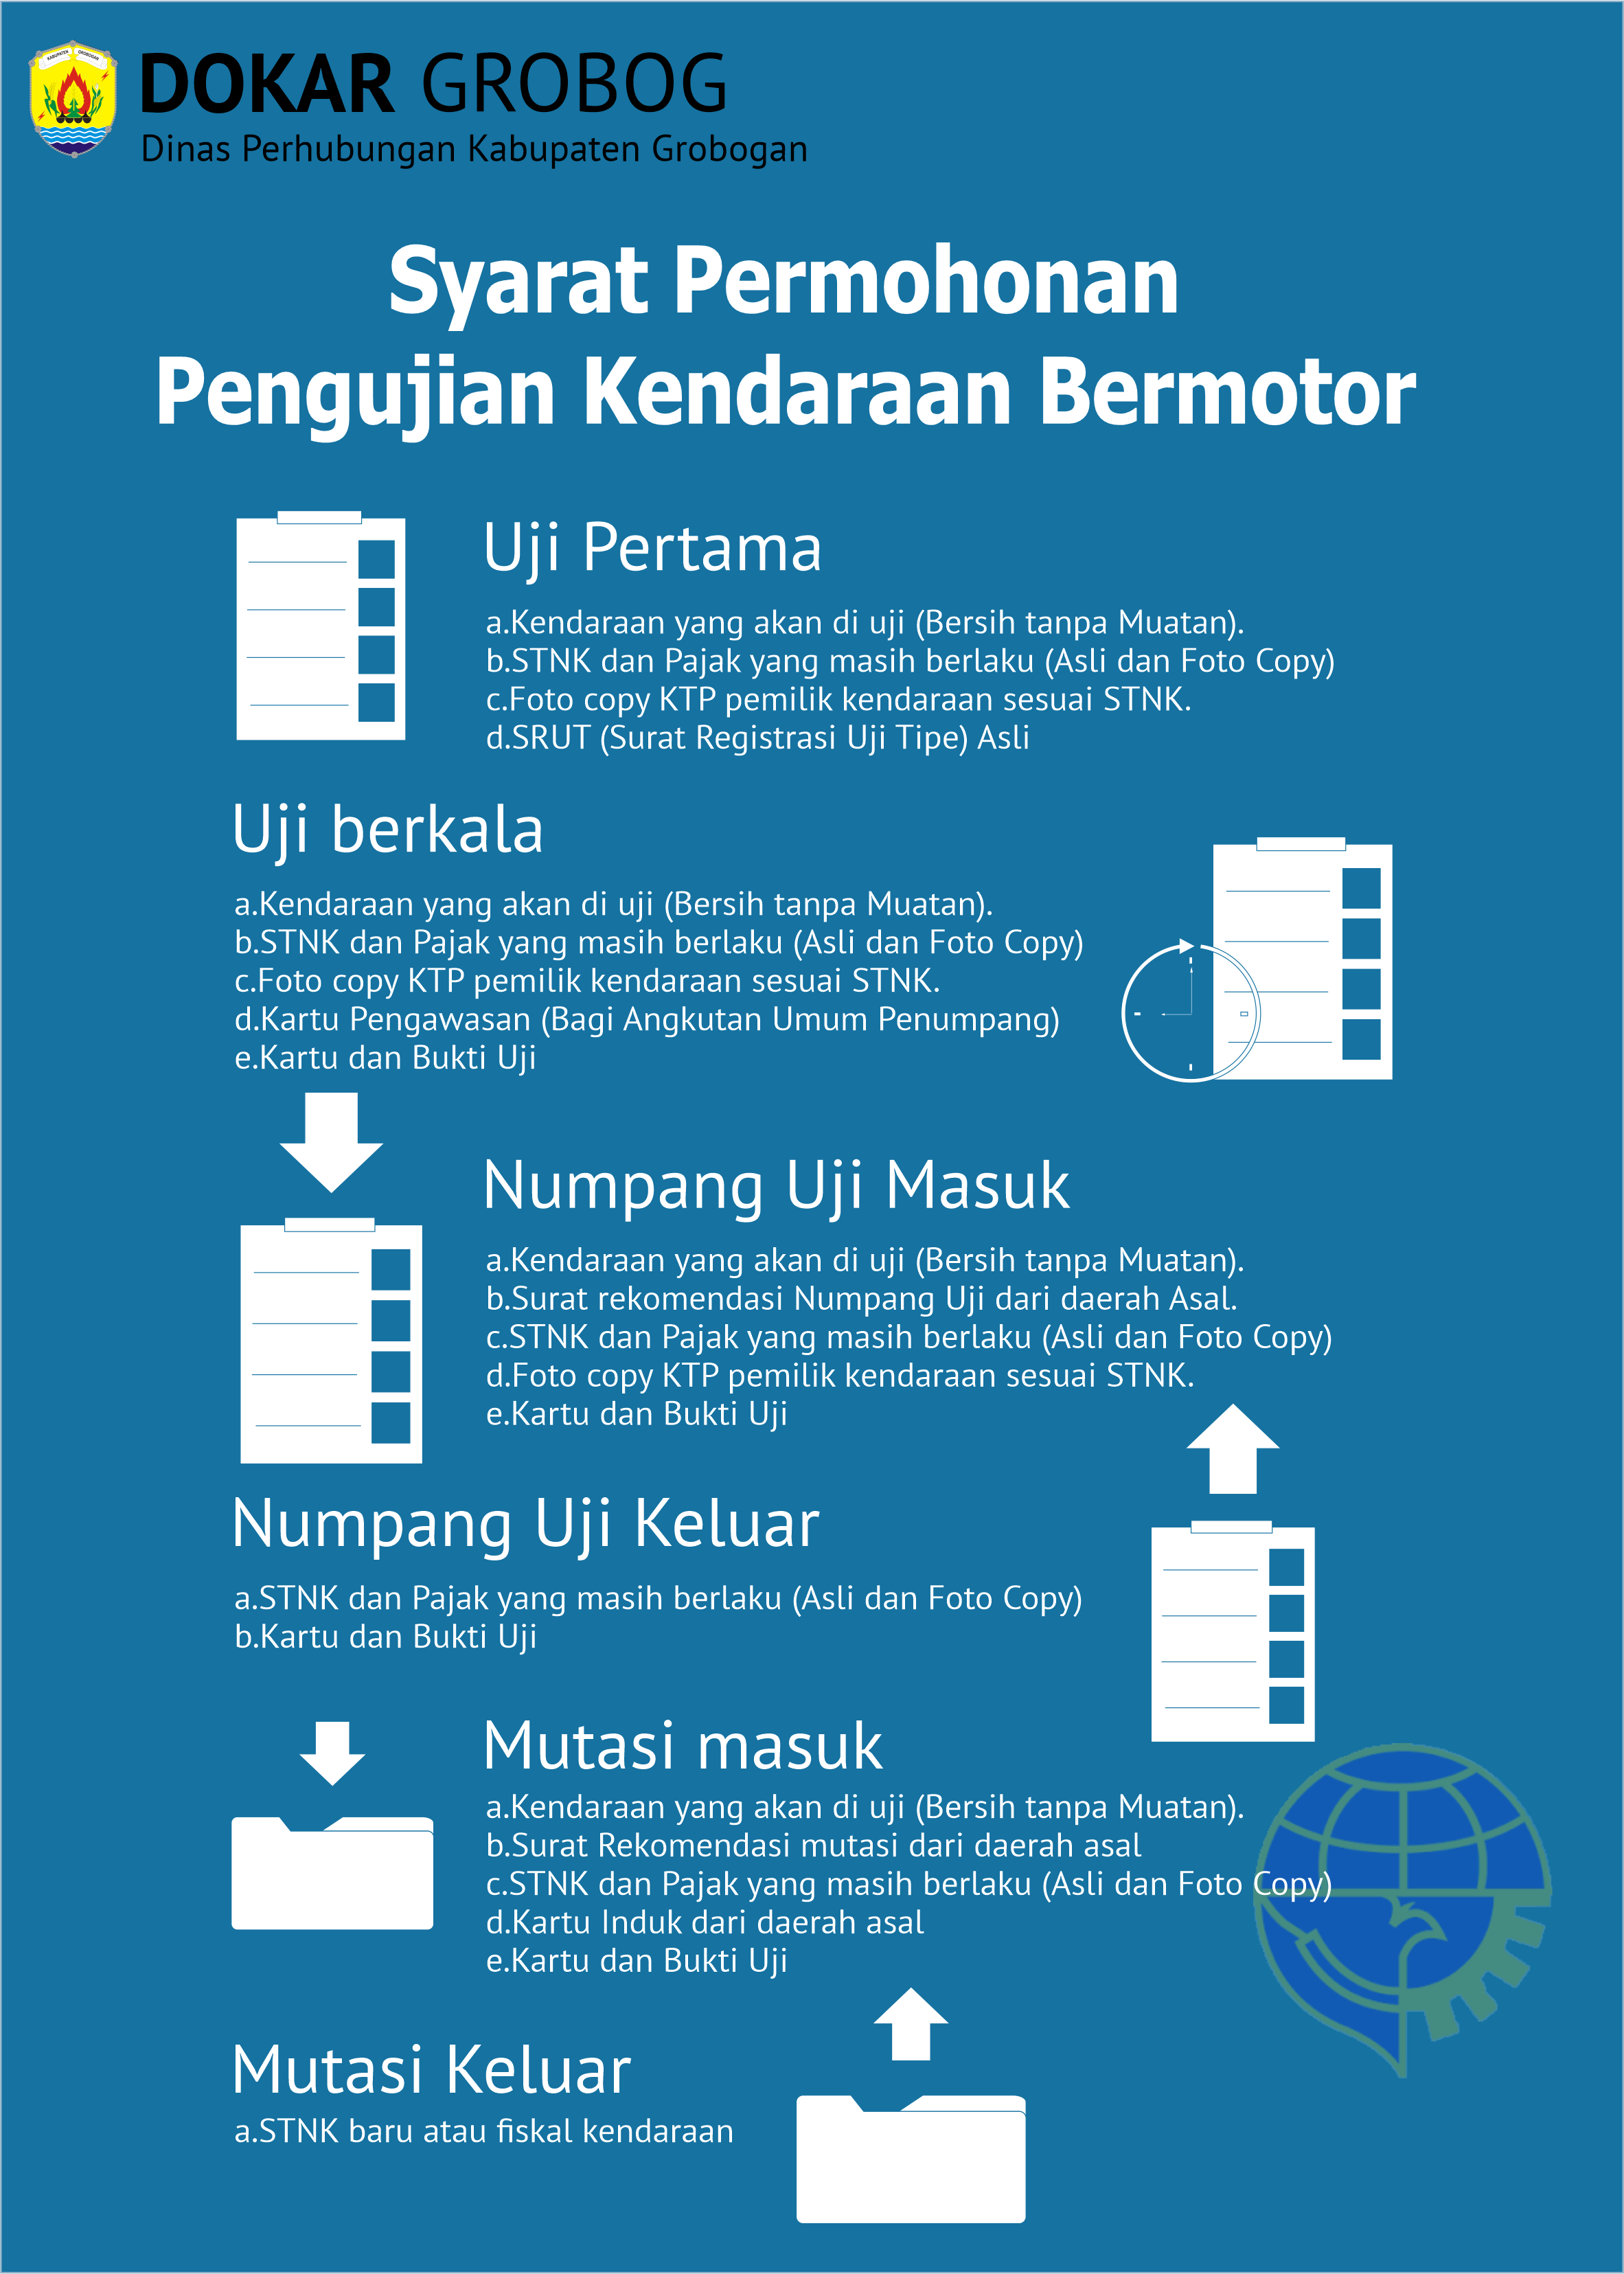 KABUPATEN GROBOGAN
DOKAR GROBOG
Dinas Perhubungan Kabupaten Grobogan
Syarat Permohonan
Pengujian Kendaraan Bermotor
Uji Pertama
a.Kendaraan yang akan di uji (Bersih tanpa Muatan).
b.STNK dan Pajak yang masih berlaku (Asli dan Foto Copy)
c.Foto copy KTP pemilik kendaraan sesuai STNK.
d.SRUT (Surat Registrasi Uji Tipe) Asli
Uji berkala
a.Kendaraan yang akan di uji (Bersih tanpa Muatan).
b.STNK dan Pajak yang masih berlaku (Asli dan Foto Copy)
c.Foto copy KTP pemilik kendaraan sesuai STNK.
d.Kartu Pengawasan (Bagi Angkutan Umum Penumpang)
e.Kartu dan Bukti Uji
Numpang Uji Masuk
a.Kendaraan yang akan di uji (Bersih tanpa Muatan).
b.Surat rekomendasi Numpang Uji dari daerah Asal.
c.STNK dan Pajak yang masih berlaku (Asli dan Foto Copy)
d.Foto copy KTP pemilik kendaraan sesuai STNK.
e.Kartu dan Bukti Uji
Numpang Uji Keluar
a.STNK dan Pajak yang masih berlaku (Asli dan Foto Copy)
b.Kartu dan Bukti Uji
Mutasi masuk
a.Kendaraan yang akan di uji (Bersih tanpa Muatan).
b.Surat Rekomendasi mutasi dari daerah asal
c.STNK dan Pajak yang masih berlaku (Asli dan Foto Copy)
d.Kartu Induk dari daerah asal
e.Kartu dan Bukti Uji
Mutasi Keluar
a.STNK baru atau fiskal kendaraan